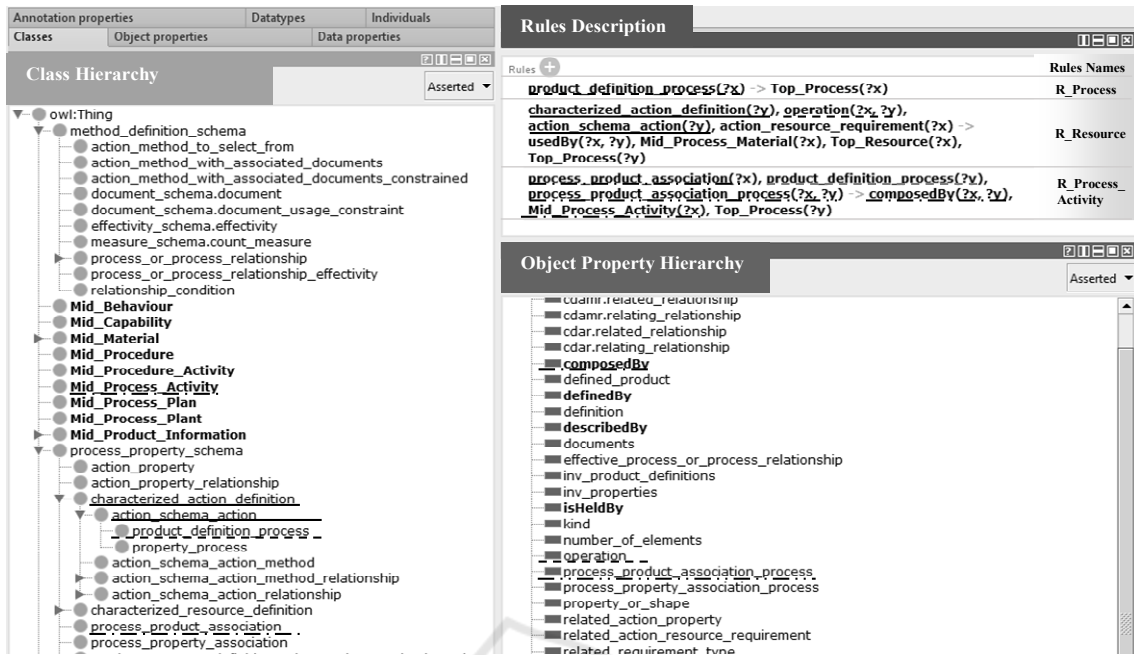 Annotation properties
Datatypes
Individuals
Classes
Object properties
Data properties
Class Hierarchy
Asserted
owl:Thing
method_definition_schema
action_method_to_select_from
action_method_with_associated_documents
action_method_with_associated_documents_constrained
document_schema.document
document_schema.document_usage_constraint
effectivity_schema.effectivity
measure_schema.count_measure
process_or_process_relationship
process_or_process_relationship_effectivity
relationship_condition
Mid_Behaviour
Mid_Capability
Mid_Material
Mid_Procedure
Mid_Procedure_Activity
Mid_Process_Activity
Mid_Process_Plan
Mid_Process_Plant
Mid_Product_Information
process_property_schema
action_property
action_property_relationship
characterized_action_definition
action_schema_action
product_definition_process
property_process
action_schema_action_method
action_schema_action_method_relationship
action_schema_action_relationship
characterized_resource_definition
process_product_association
process_property_association
Rules Description
Rules
Rules Names
product_definition_process(?x) -> Top_Process(?x)
R_Process
characterized_action_definition(?y), operation(?x, ?y),
action_schema_action(?y), action_resource_requirement(?x) ->
usedBy(?x, ?y), Mid_Process_Material(?x), Top_Resource(?x),
Top_Process(?y)
R_Resource
process_product_association(?x), product_definition_process(?y),
process_product_association_process(?x, ?y) -> composedBy(?x, ?y),
Mid_Process_Activity(?x), Top_Process(?y)
R_Process_
Activity
Object Property Hierarchy
Asserted
cdamr.related_relationship
cdamr.relating_relationship
cdar.related_relationship
cdar.relating_relationship
composedBy
defined_product
definedBy
definition
describedBy
documents
effective_process_or_process_relationship
inv_product_definitions
inv_properties
isHeldBy
kind
number_of_elements
operation
process_product_association_process
process_property_association_process
property_or_shape
related_action_property
related_action_resource_requirement
related_requirement_type